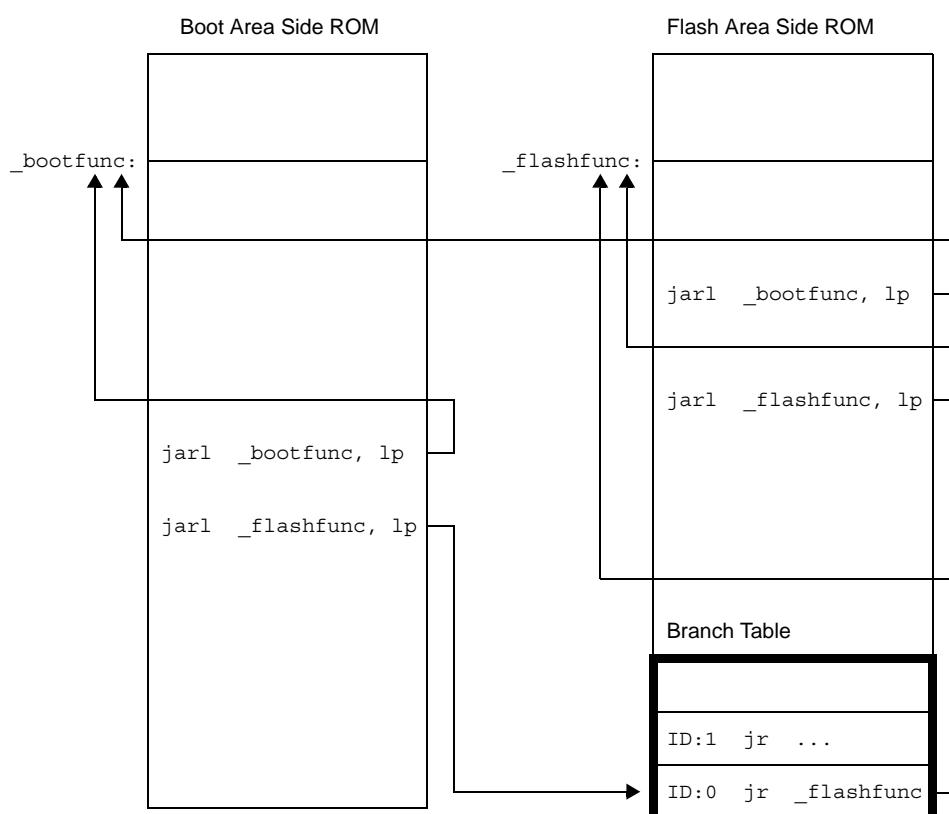 Boot Area Side ROM
Flash Area Side ROM
_bootfunc:
_flashfunc:
jarl _bootfunc, lp
jarl _flashfunc, lp
jarl _bootfunc, lp
jarl _flashfunc, lp
Branch Table
ID:1 jr ...
ID:0 jr _flashfunc